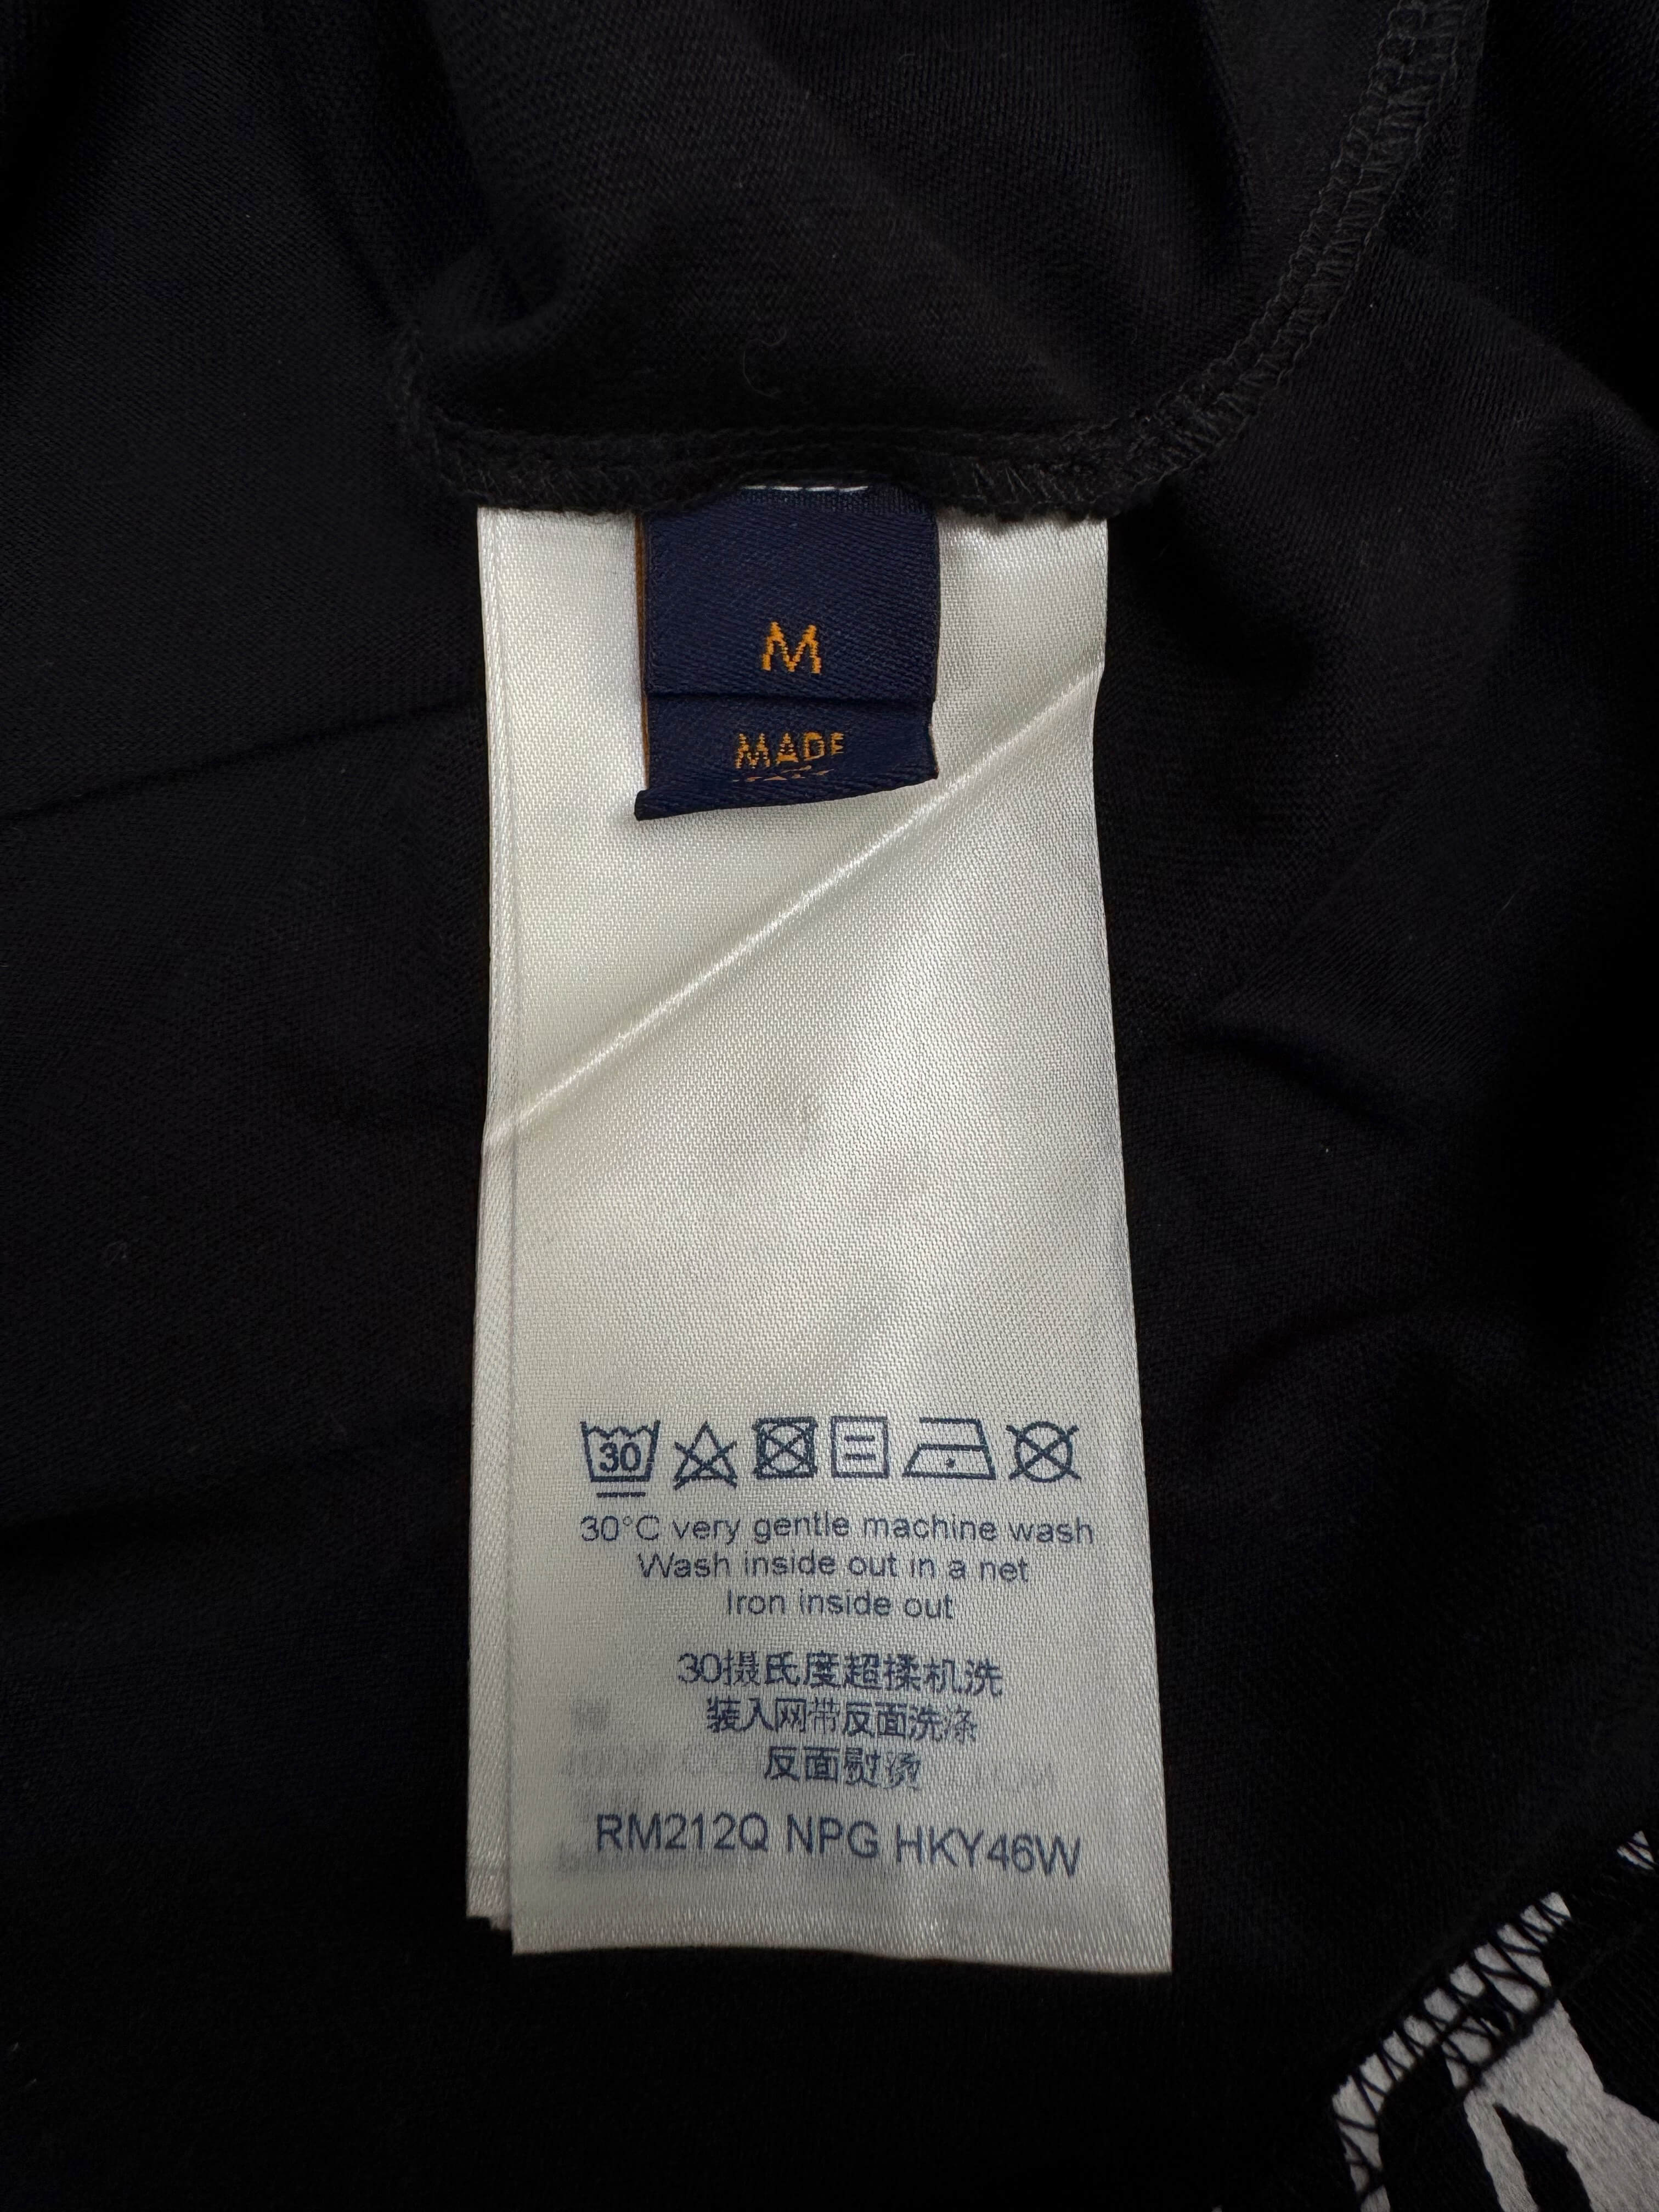 M
MADE
30
30°C very gentle machine wash
Wash inside out in a net
Iron inside out
30摄氏度超揉机洗
装入网带反面洗涤
反面熨烫
RM212Q NPG HKY46W